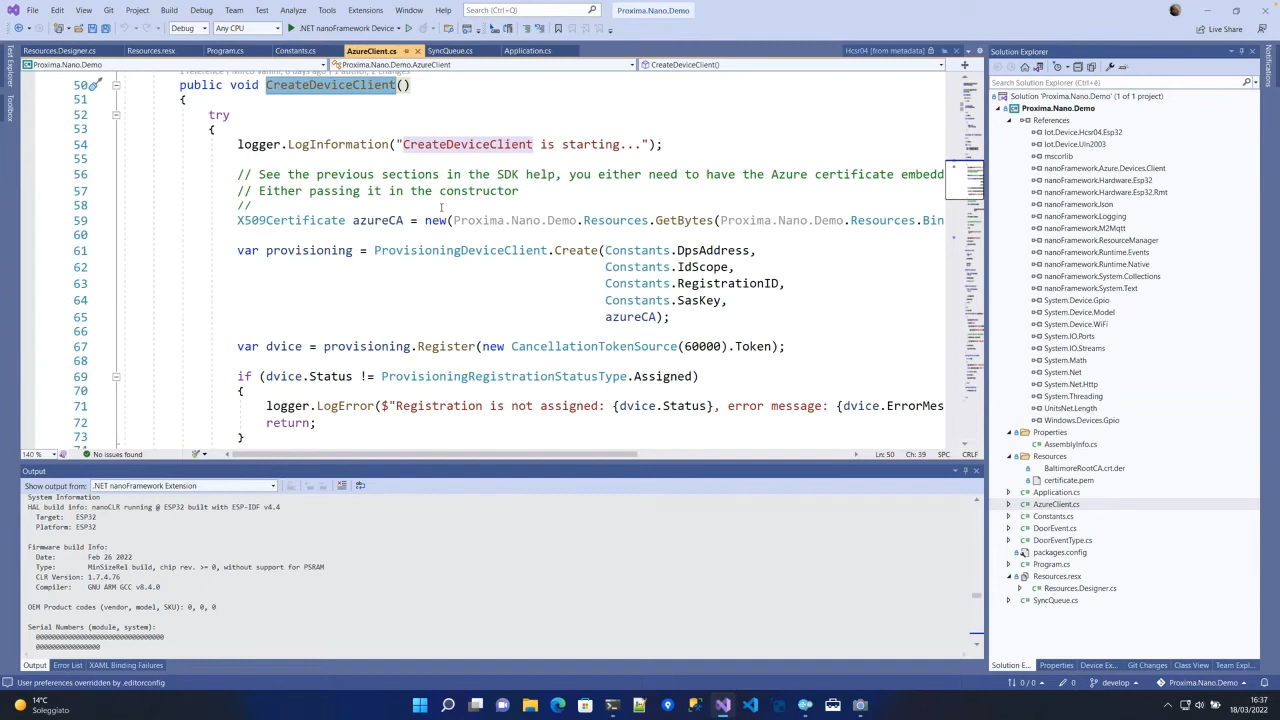 File Edit View Git Project Build Debug Test Analyze Tools Extensions Window Help Search (Ctrl+Q) Proxima.Nano.Demo
Debug Any CPU .NET nanoFramework Device Live Share
Test Explorer
Toolbox
Notifications
Resources.Designer.cs Resources.resx Program.cs Constants.cs AzureClient.cs SyncQueue.cs Application.cs Hcsr04 [from metadata]
Proxima.Nano.Demo Proxima.Nano.Demo.AzureClient CreateDeviceClient()
50 public void CreateDeviceClient()
51 {
52 try
53 {
54 logger.LogInformation("CreateDeviceClient is starting...");
55
56 // See the previous sections in the SDK help, you either need to have the Azure certificate embedd
57 // Either passing it in the constructor
58 //
59 X509Certificate azureCA = new(Proxima.Nano.Demo.Resources.GetBytes(Proxima.Nano.Demo.Resources.Bin
60
61 var provisioning = ProvisioningDeviceClient.Create(Constants.DpsAdress,
62 Constants.IdScope,
63 Constants.RegistrationID,
64 Constants.SasKey,
65 azureCA);
66
67 var dvice = provisioning.Register(new CancellationTokenSource(60000).Token);
68
69 if (dvice.Status != ProvisioningRegistrationStatusType.Assigned)
70 {
71 logger.LogError($"Registration is not assigned: {dvice.Status}, error message: {dvice.ErrorMes
72 return;
73 }
140 % No issues found Ln: 50 Ch: 39 SPC CRLF
Output
Show output from: .NET nanoFramework Extension
System Information
HAL build info: nanoCLR running @ ESP32 built with ESP-IDF v4.4
Target: ESP32
Platform: ESP32
Firmware build Info:
Date: Feb 26 2022
Type: MinSizeRel build, chip rev. >= 0, without support for PSRAM
CLR Version: 1.7.4.76
Compiler: GNU ARM GCC v8.4.0
OEM Product codes (vendor, model, SKU): 0, 0, 0
Serial Numbers (module, system):
@@@@@@@@@@@@@@@@@@@@@@@@@@@@@@@@
@@@@@@@@@@@@@@@@
Output Error List XAML Binding Failures
Solution Explorer
Search Solution Explorer (Ctrl+è)
Solution 'Proxima.Nano.Demo' (1 of 1 project)
Proxima.Nano.Demo
References
Iot.Device.Hcsr04.Esp32
Iot.Device.Uln2003
mscorlib
nanoFramework.Azure.Devices.Client
nanoFramework.Hardware.Esp32
nanoFramework.Hardware.Esp32.Rmt
nanoFramework.Json
nanoFramework.Logging
nanoFramework.M2Mqtt
nanoFramework.ResourceManager
nanoFramework.Runtime.Events
nanoFramework.Runtime.Native
nanoFramework.System.Collections
nanoFramework.System.Text
System.Device.Gpio
System.Device.Model
System.Device.WiFi
System.IO.Ports
System.IO.Streams
System.Math
System.Net
System.Net.Http
System.Threading
UnitsNet.Length
Windows.Devices.Gpio
Properties
AssemblyInfo.cs
Resources
BaltimoreRootCA.crt.der
certificate.pem
Application.cs
AzureClient.cs
Constants.cs
DoorEvent.cs
DoorEventType.cs
packages.config
Program.cs
Resources.resx
Resources.Designer.cs
SyncQueue.cs
Solution E... Properties Device Ex... Git Changes Class View Team Expl...
User preferences overridden by .editorconfig 0 / 0 0 develop Proxima.Nano.Demo
14°C
Soleggiato
16:37
18/03/2022